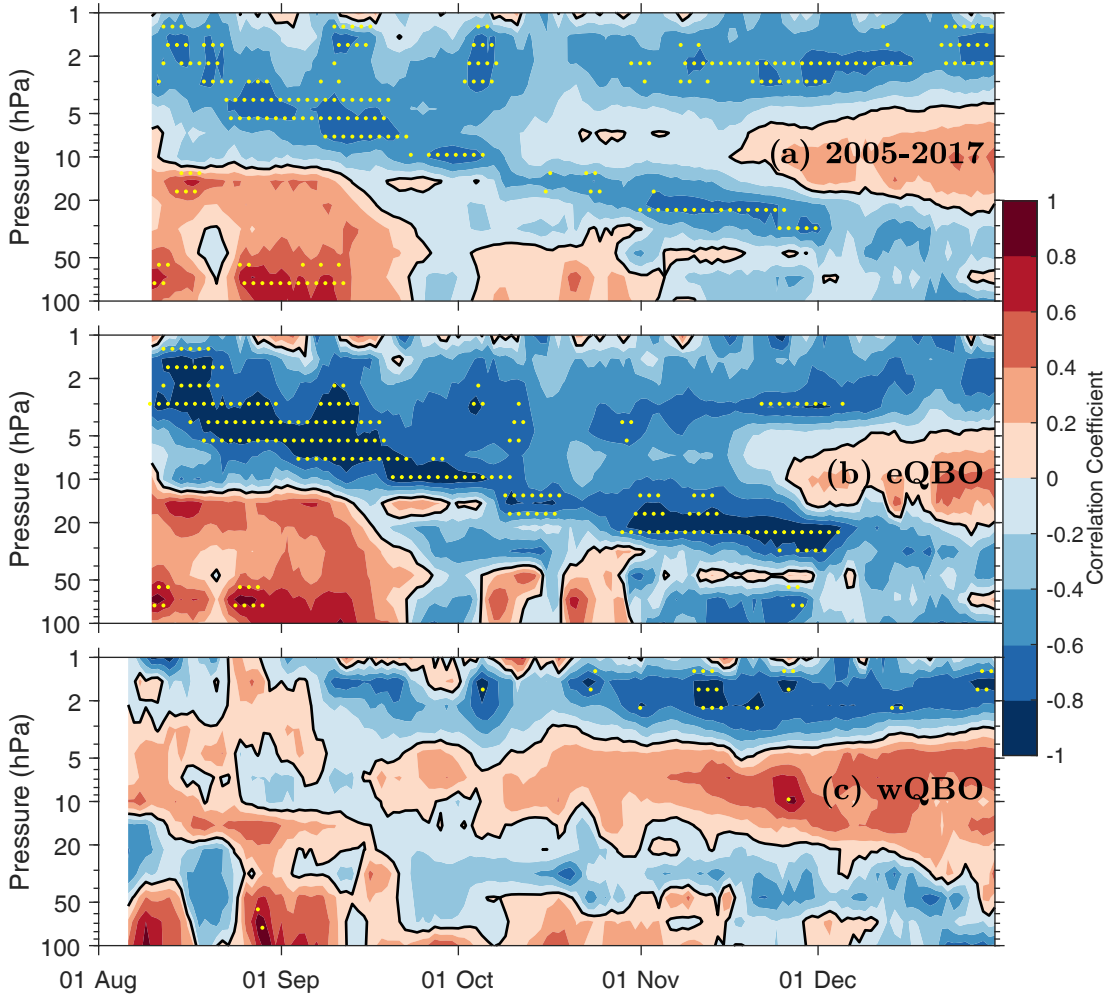 1
2
5
10
20
50
100
Pressure (hPa)
(a) 2005-2017
1
2
5
10
20
50
100
Pressure (hPa)
(b) eQBO
1
2
5
10
20
50
100
Pressure (hPa)
(c) wQBO
01 Aug
01 Sep
01 Oct
01 Nov
01 Dec
1
0.8
0.6
0.4
0.2
0
-0.2
-0.4
-0.6
-0.8
-1
Correlation Coefficient